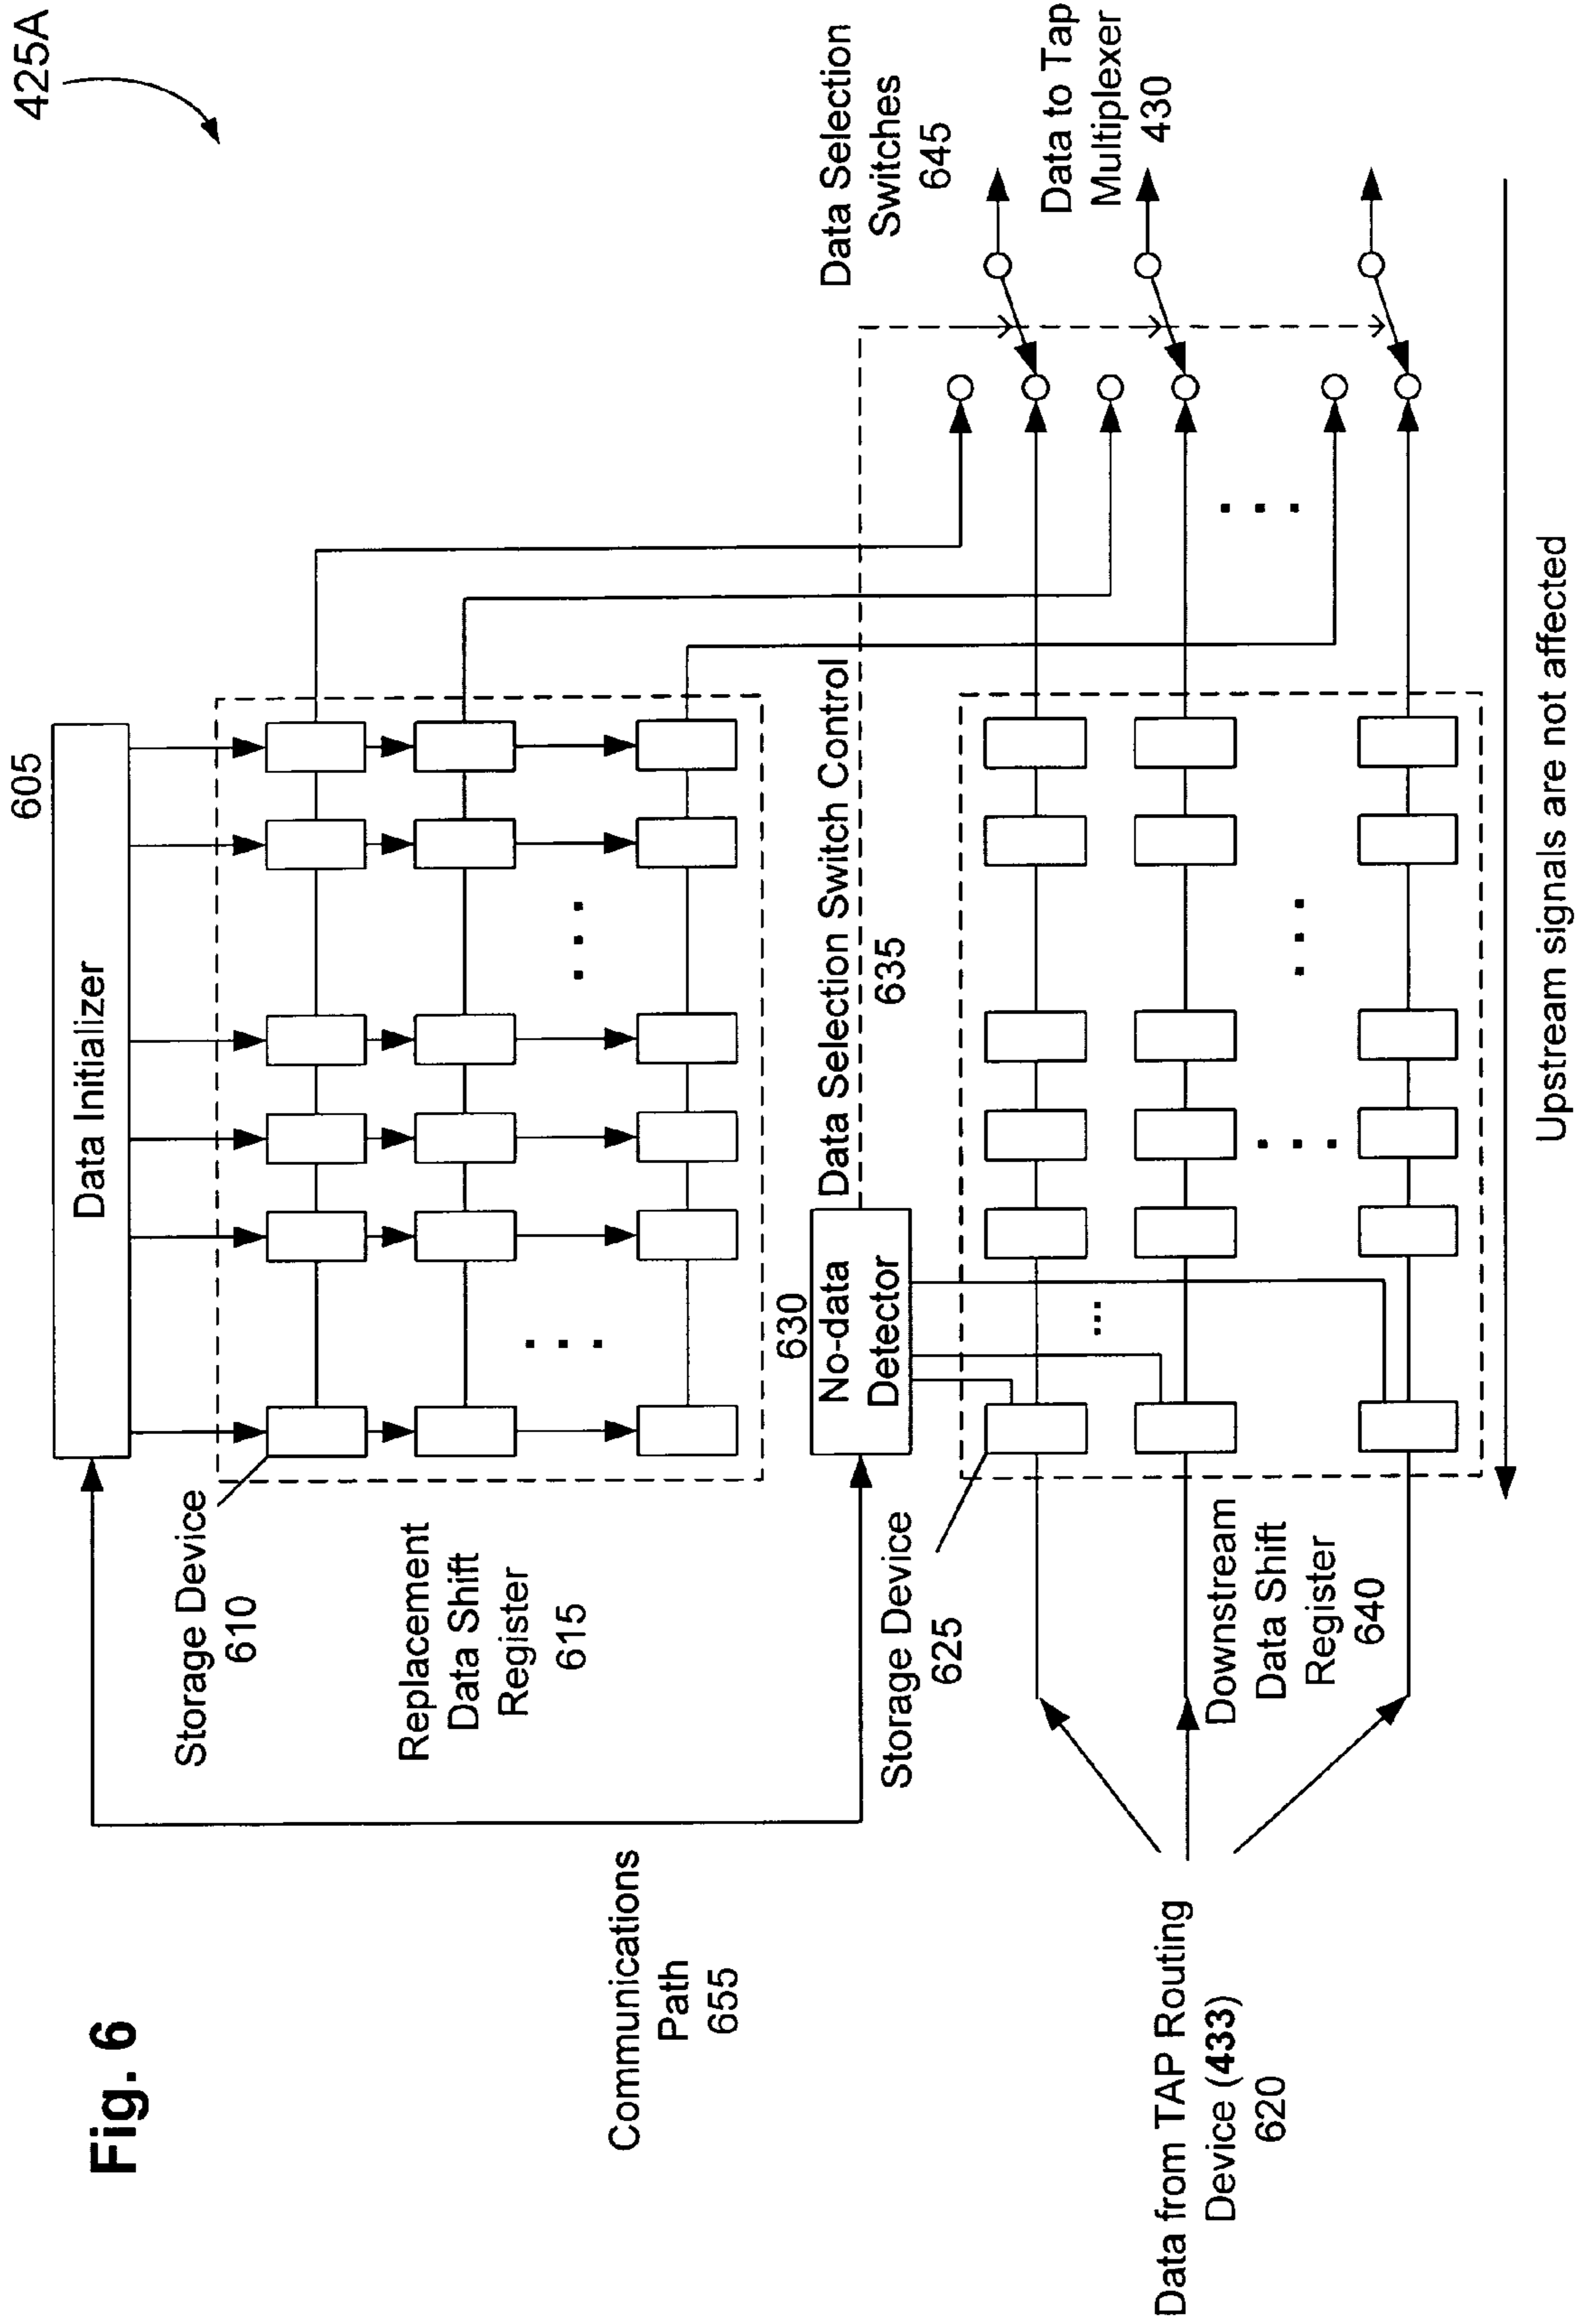 Fig. 6
425A
605
Data Initializer
Storage Device
610
Replacement
Data Shift
Register
615
Communications
Path
655
630
No-data
Detector
Data Selection Switch Control
635
Data Selection
Switches
645
Data to Tap
Multiplexer
430
Storage Device
625
Downstream
Data Shift
Register
640
Data from TAP Routing
Device (433)
620
Upstream signals are not affected